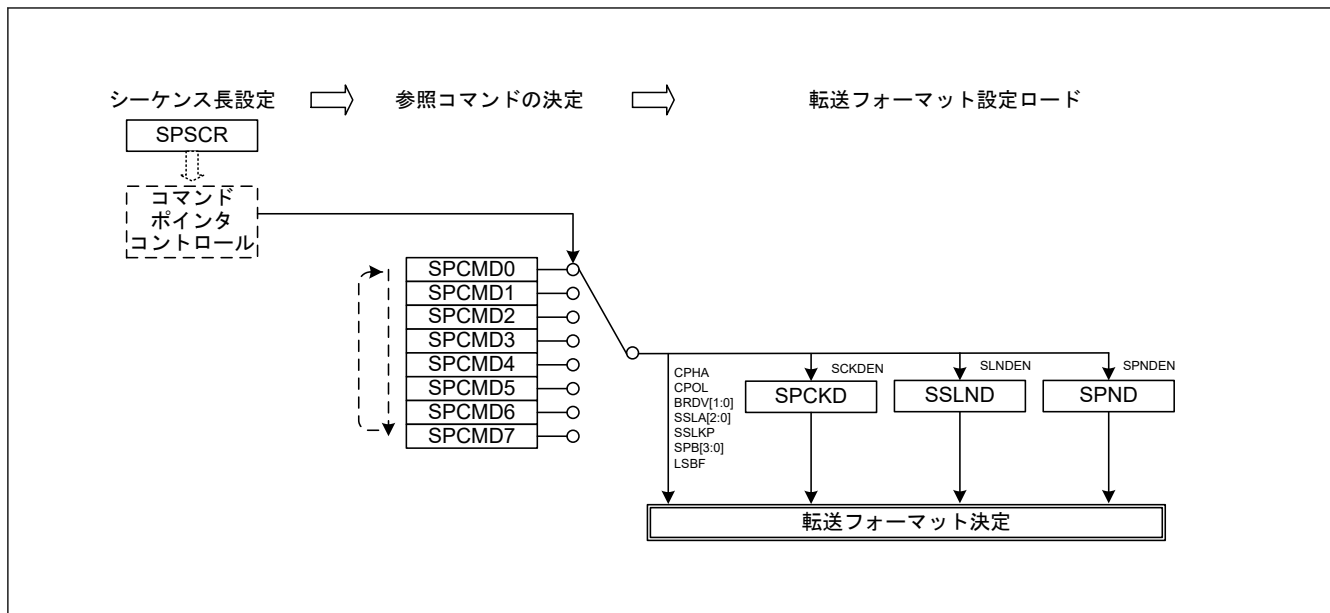 シーケンス長設定
参照コマンドの決定
転送フォーマット設定ロード
SPSCR
コマンド
ポインタ
コントロール
SPCMD0
SPCMD1
SPCMD2
SPCMD3
SPCMD4
SPCMD5
SPCMD6
SPCMD7
CPHA
CPOL
BRDV[1:0]
SSLA[2:0]
SSLKP
SPB[3:0]
LSBF
SCKDEN
SPCKD
SLNDEN
SSLND
SPNDEN
SPND
転送フォーマット決定